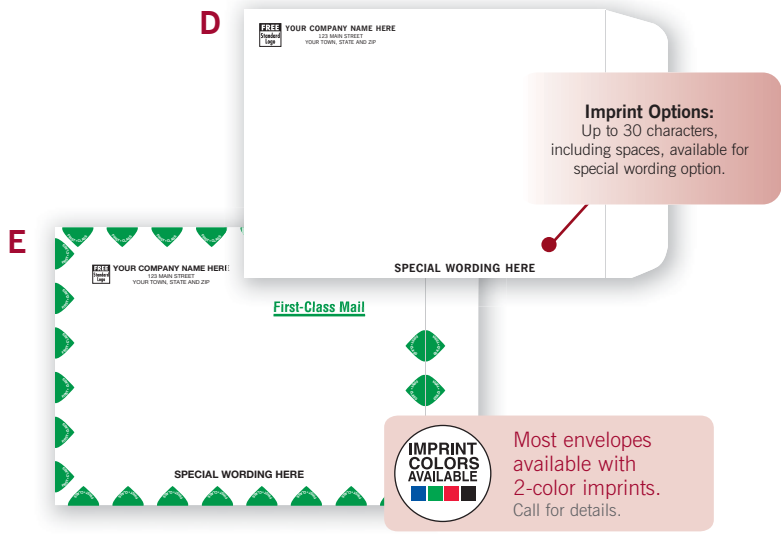 D
FREE
Standard
Logo
YOUR COMPANY NAME HERE
123 MAIN STREET
YOUR TOWN, STATE AND ZIP
Imprint Options:
Up to 30 characters,
including spaces, available for
special wording option.
SPECIAL WORDING HERE
E
FREE
Standard
Logo
YOUR COMPANY NAME HERE
123 MAIN STREET
YOUR TOWN, STATE AND ZIP
First-Class Mail
SPECIAL WORDING HERE
IMPRINT
COLORS
AVAILABLE
Most envelopes
available with
2-color imprints.
Call for details.